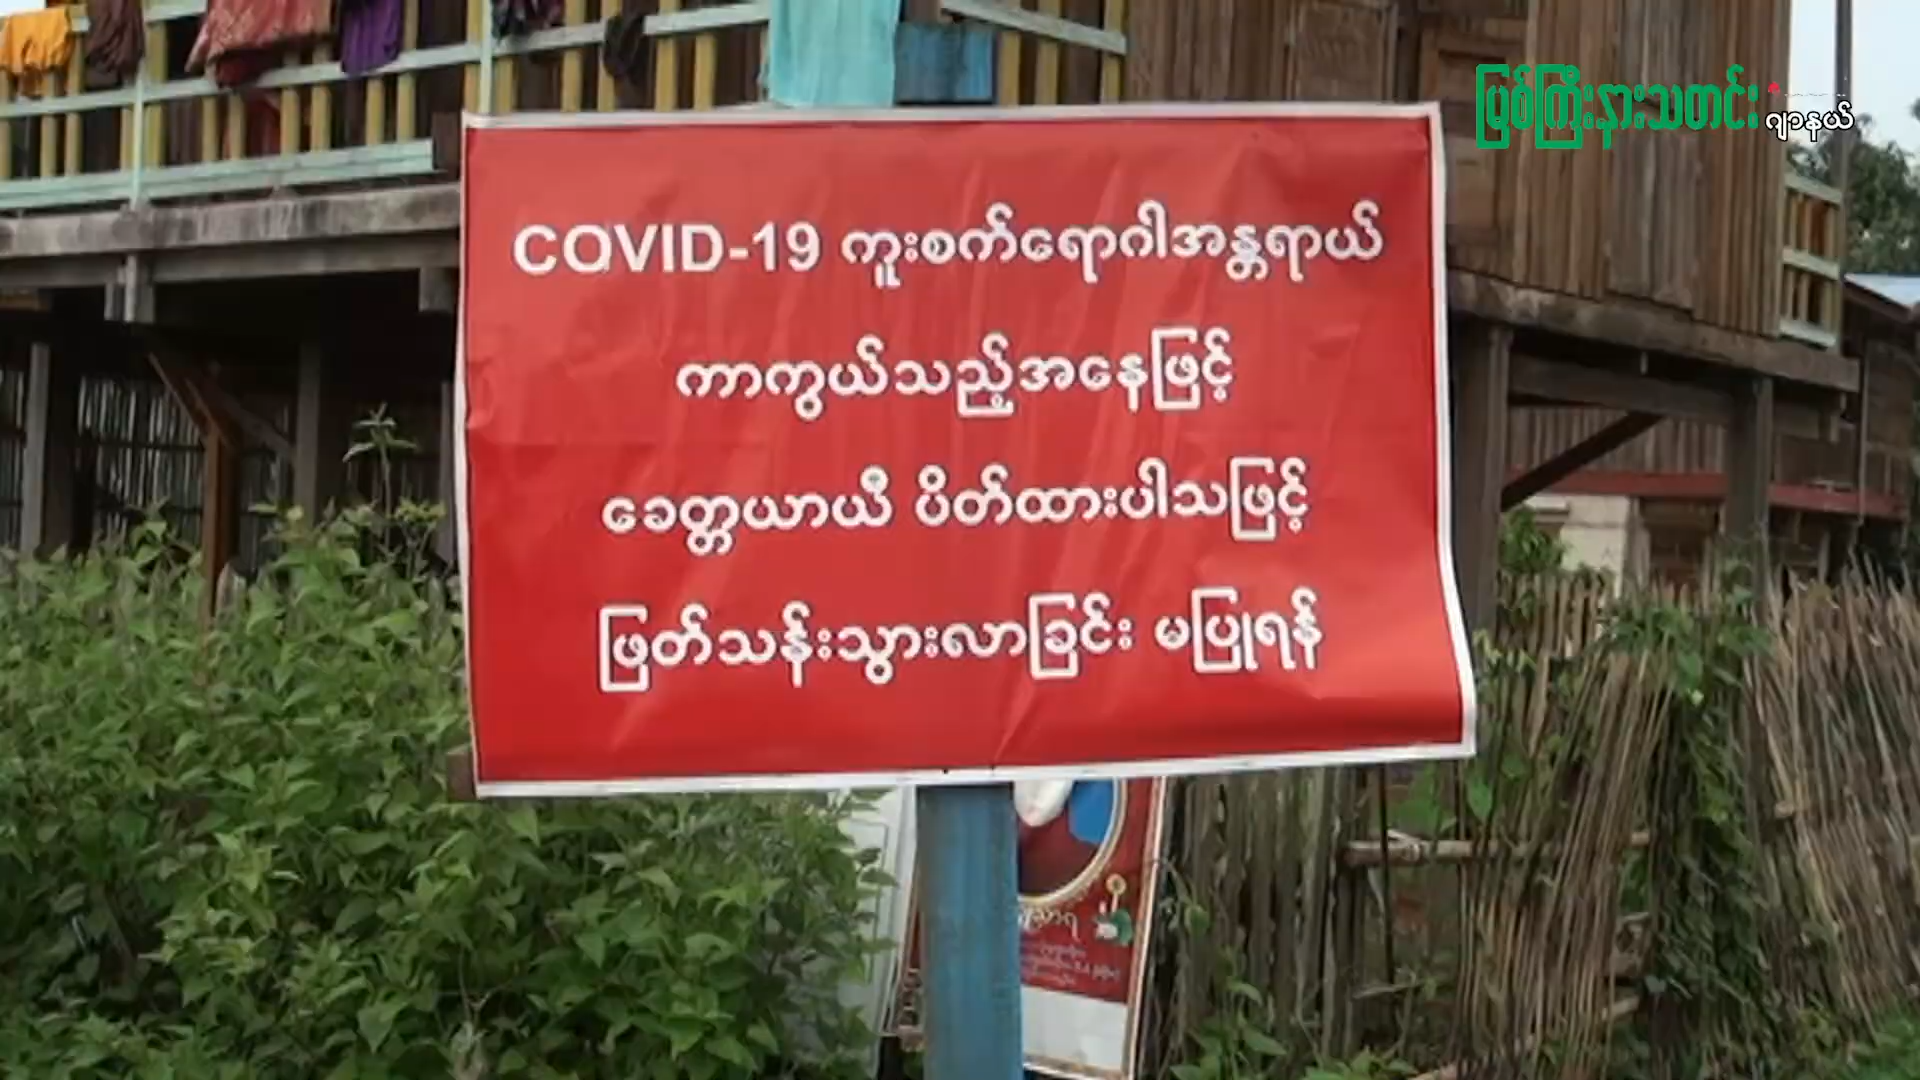 မြစ်ကြီးနားသတင်း ဂျာနယ်
COVID-19 ကူးစက်ရောဂါအန္တရာယ်
ကာကွယ်သည့်အနေဖြင့်
ခေတ္တယာယီ ပိတ်ထားပါသဖြင့်
ဖြတ်သန်းသွားလာခြင်း မပြုရန်